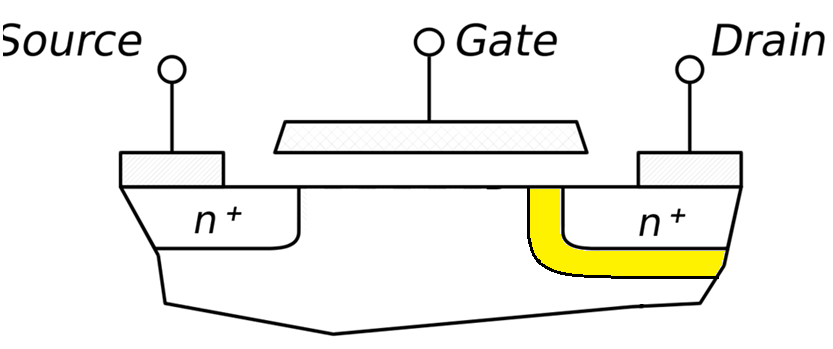 Source
Gate
Drain
n+
n+